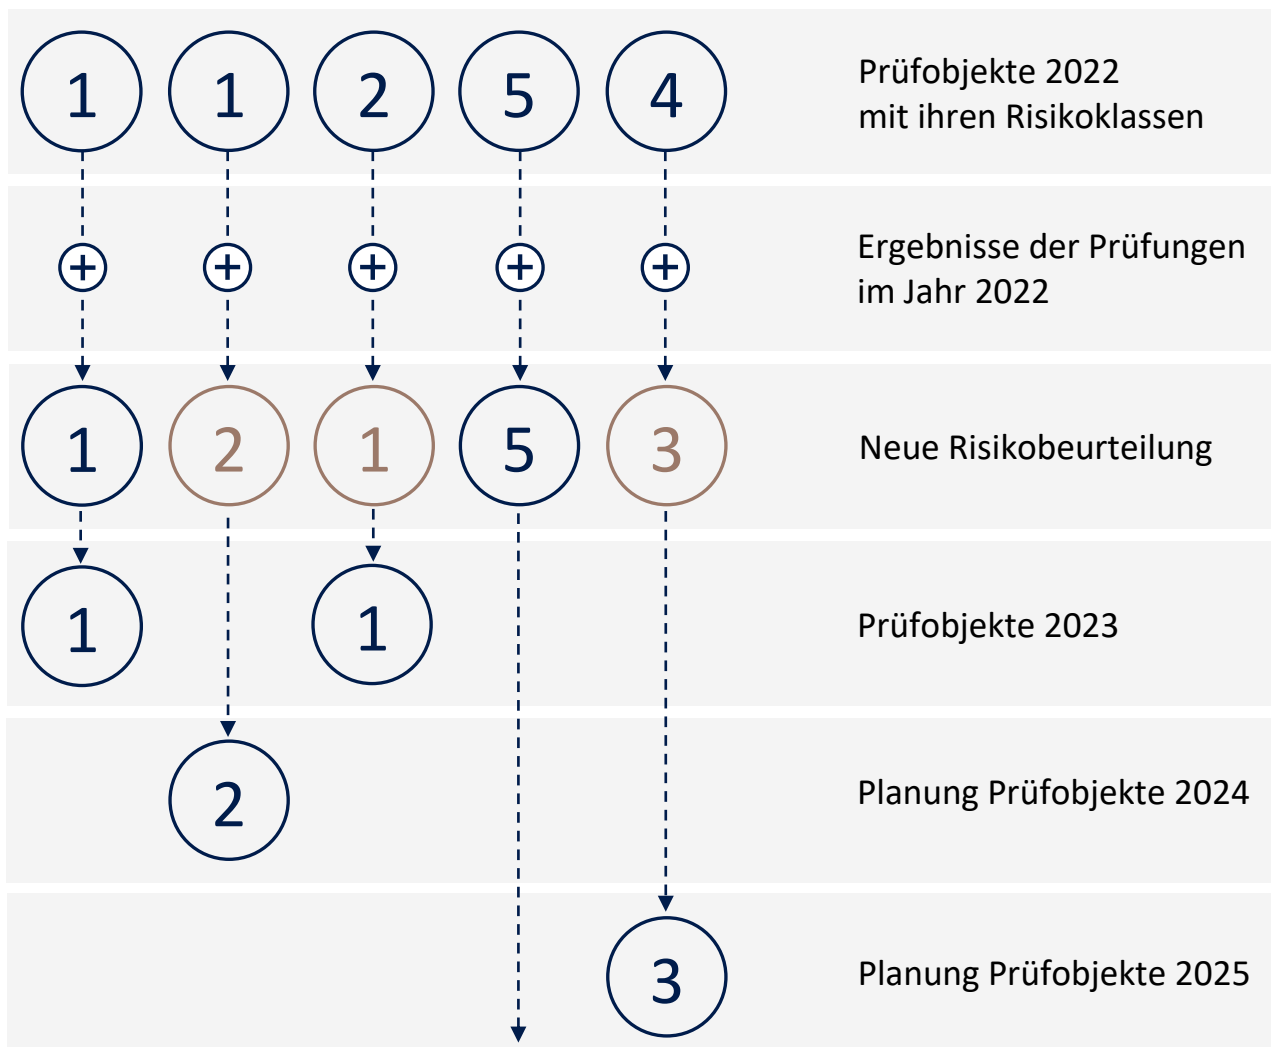 1 1 2 5 4
Prüfobjekte 2022
mit ihren Risikoklassen
+ + + + +
Ergebnisse der Prüfungen
im Jahr 2022
1 2 1 5 3
Neue Risikobeurteilung
1 1
Prüfobjekte 2023
2
Planung Prüfobjekte 2024
3
Planung Prüfobjekte 2025